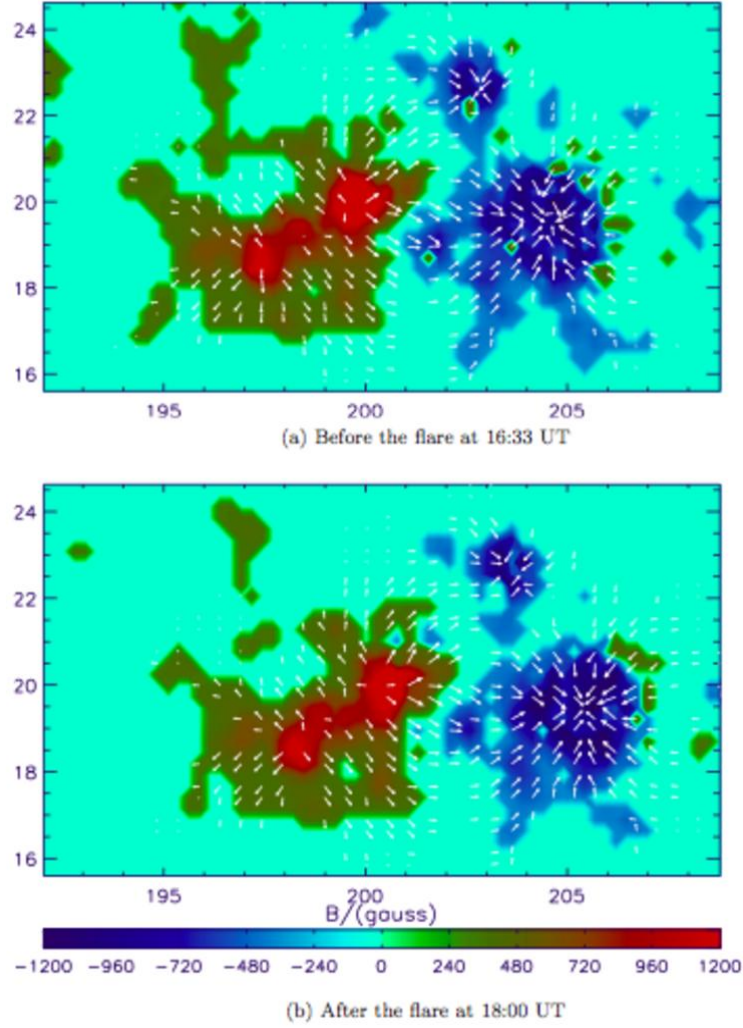 24
22
20
18
16
195 200 205
(a) Before the flare at 16:33 UT
24
22
20
18
16
195 200 205
B/(gauss)
−1200 −960 −720 −480 −240 0 240 480 720 960 1200
(b) After the flare at 18:00 UT